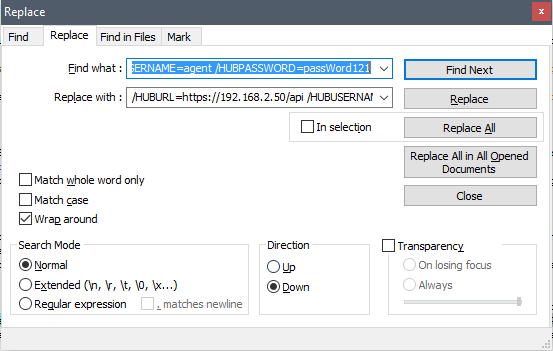 Replace
Find
Replace
Find in Files
Mark
Find what :
SERNAME=agent /HUBPASSWORD=passWord121
Find Next
Replace with :
/HUBURL=https://192.168.2.50/api /HUBUSERNAM
Replace
In selection
Replace All
Replace All in All Opened
Documents
Match whole word only
Match case
Close
Wrap around
Search Mode
Normal
Extended (\n, \r, \t, \0, \x...)
Regular expression
. matches newline
Direction
Up
Down
Transparency
On losing focus
Always